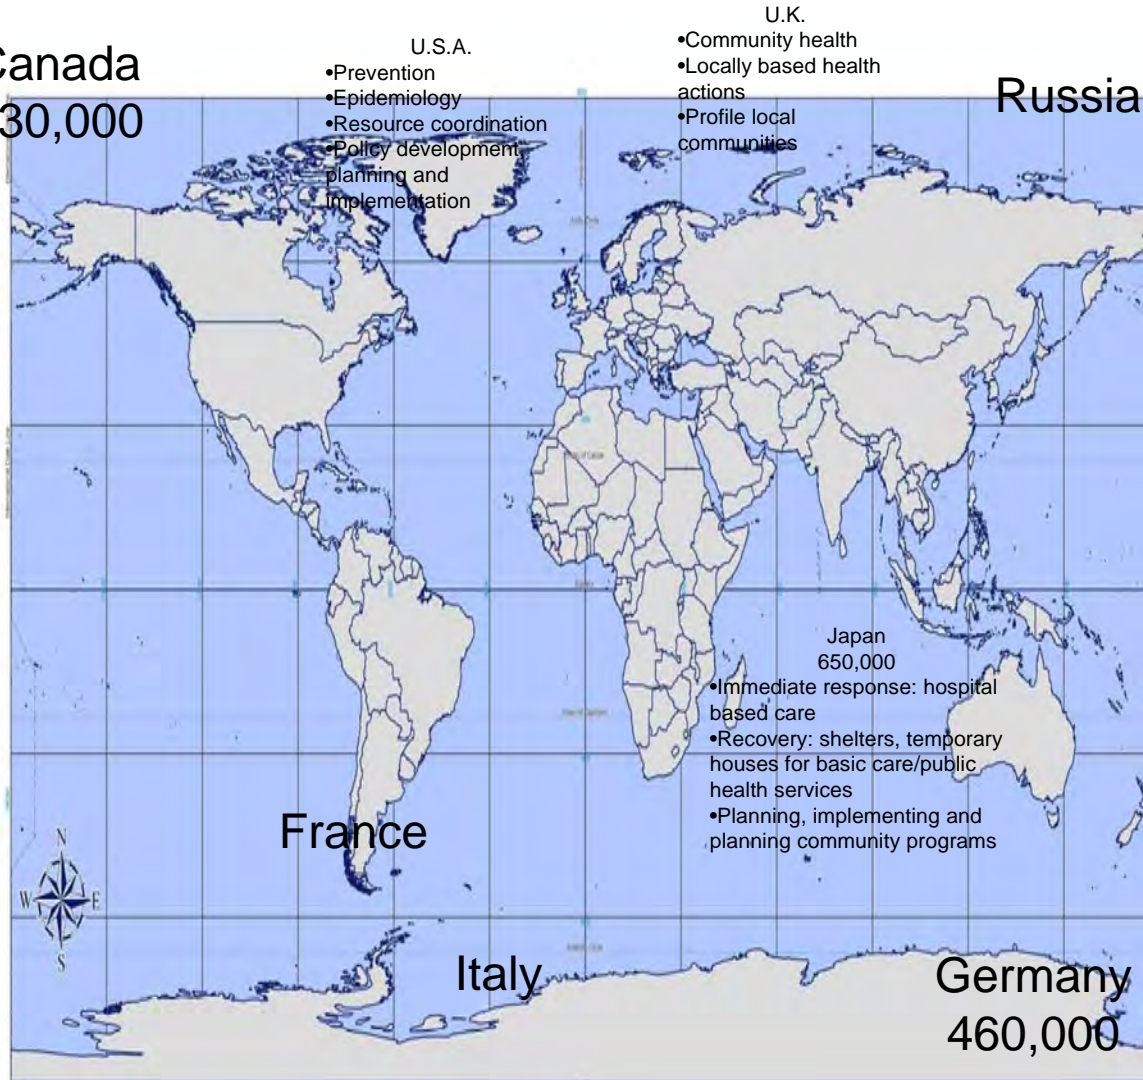 U.K.
•Community health
•Locally based health
actions
•Profile local
communities
U.S.A.
•Prevention
•Epidemiology
•Resource coordination
•Policy development,
planning and
implementation
Canada
30,000
Russia
Japan
650,000
•Immediate response: hospital
based care
•Recovery: shelters, temporary
houses for basic care/public
health services
•Planning, implementing and
planning community programs
France
N
W E
S
Italy
Germany
460,000